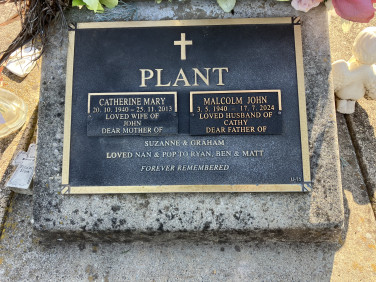 PLANT
CATHERINE MARY
20. 10. 1940 – 25. 11. 2013
LOVED WIFE OF
JOHN
DEAR MOTHER OF
MALCOLM JOHN
3. 5. 1940 - 17. 7. 2024
LOVED HUSBAND OF
CATHY
DEAR FATHER OF
SUZANNE & GRAHAM
LOVED NAN & POP TO RYAN, BEN & MATT
FOREVER REMEMBERED